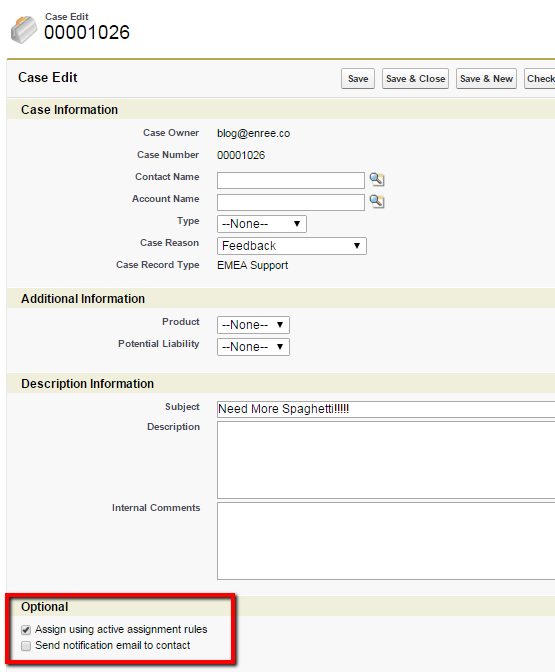 Case Edit
00001026
Case Edit
Save
Save & Close
Save & New
Check
Case Information
Case Owner blog@enree.co
Case Number 00001026
Contact Name
Account Name
Type --None--
Case Reason Feedback
Case Record Type EMEA Support
Additional Information
Product --None--
Potential Liability --None--
Description Information
Subject Need More Spaghetti!!!!!
Description
Internal Comments
Optional
Assign using active assignment rules
Send notification email to contact